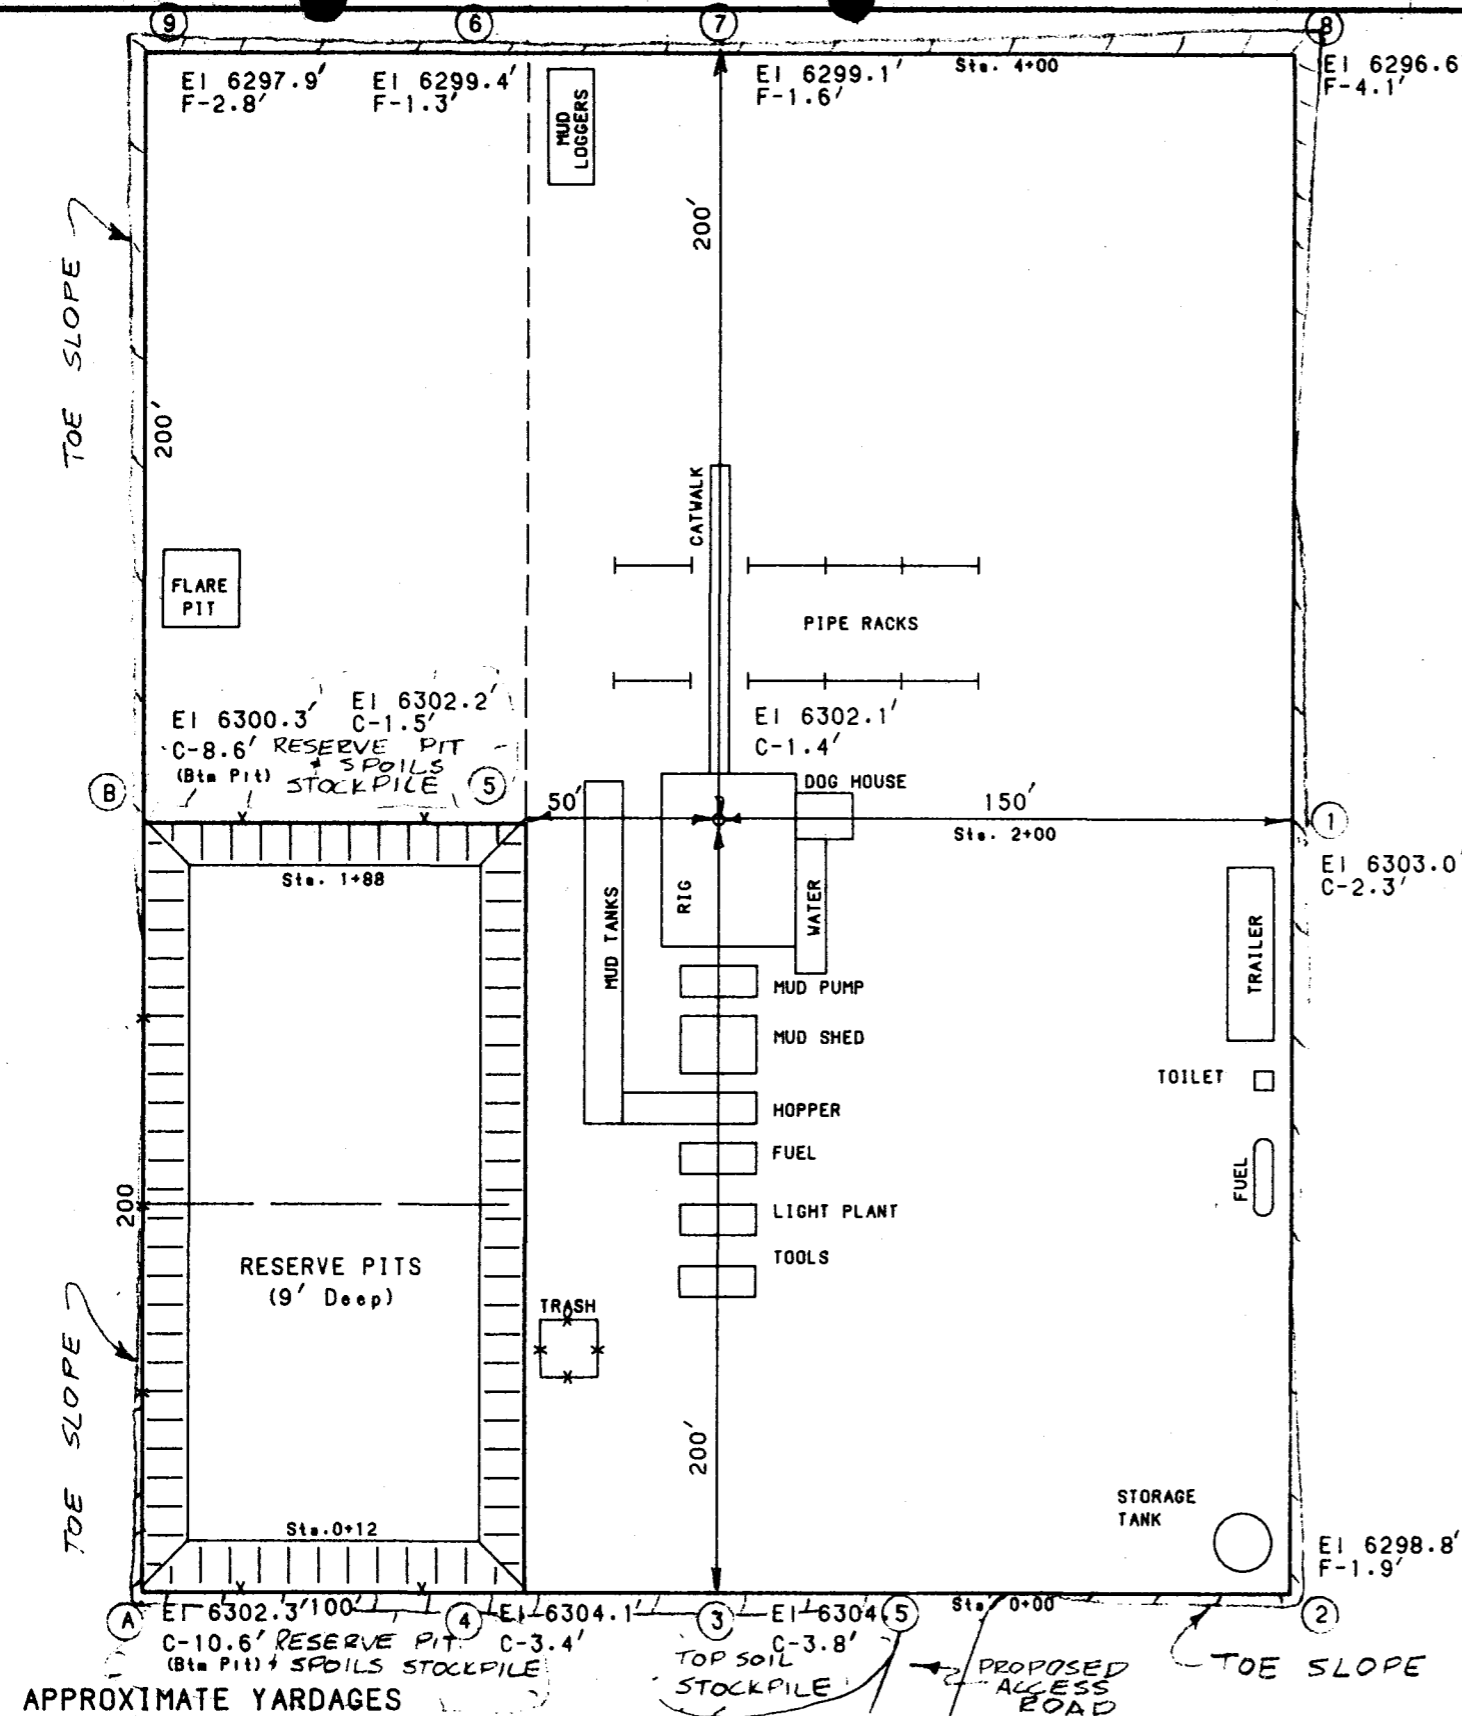 9 6 7 8
El 6297.9'
F-2.8'
El 6299.4'
F-1.3'
MUD
LOGGERS
El 6299.1'
F-1.6'
Sta. 4+00
El 6296.6
F-4.1'
TOE SLOPE
200'
200'
CATWALK
FLARE
PIT
PIPE RACKS
El 6300.3'
C-8.6'
(Btm Pit)
El 6302.2'
C-1.5'
RESERVE PIT
+ SPOILS
STOCKPILE
El 6302.1'
C-1.4'
B
5
50'
DOG HOUSE
150'
Sta. 2+00
1
El 6303.0'
C-2.3'
Sta. 1+88
MUD TANKS
RIG
WATER
TRAILER
MUD PUMP
MUD SHED
TOILET
HOPPER
FUEL
FUEL
200
LIGHT PLANT
TOOLS
RESERVE PITS
(9' Deep)
TRASH
TOE SLOPE
200'
STORAGE
TANK
Sta. 0+12
El 6298.8'
F-1.9'
A
El 6302.3'
100'
4
El 6304.1'
3
El 6304.5
Sta. 0+00
2
C-10.6' RESERVE PIT
(Btm Pit) + SPOILS STOCKPILE
C-3.4'
C-3.8'
TOP SOIL
STOCKPILE
PROPOSED
ACCESS
ROAD
TOE SLOPE
APPROXIMATE YARDAGES